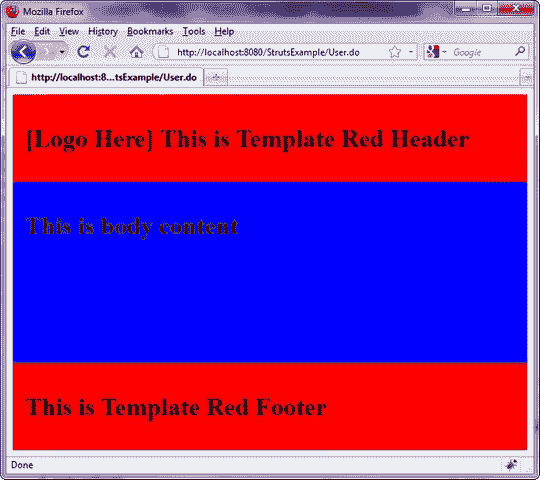 Mozilla Firefox
File Edit View History Bookmarks Tools Help
http://localhost:8080/StrutsExample/User.do
Google
http://localhost:8...tsExample/User.do
[Logo Here] This is Template Red Header
This is body content
This is Template Red Footer
Done